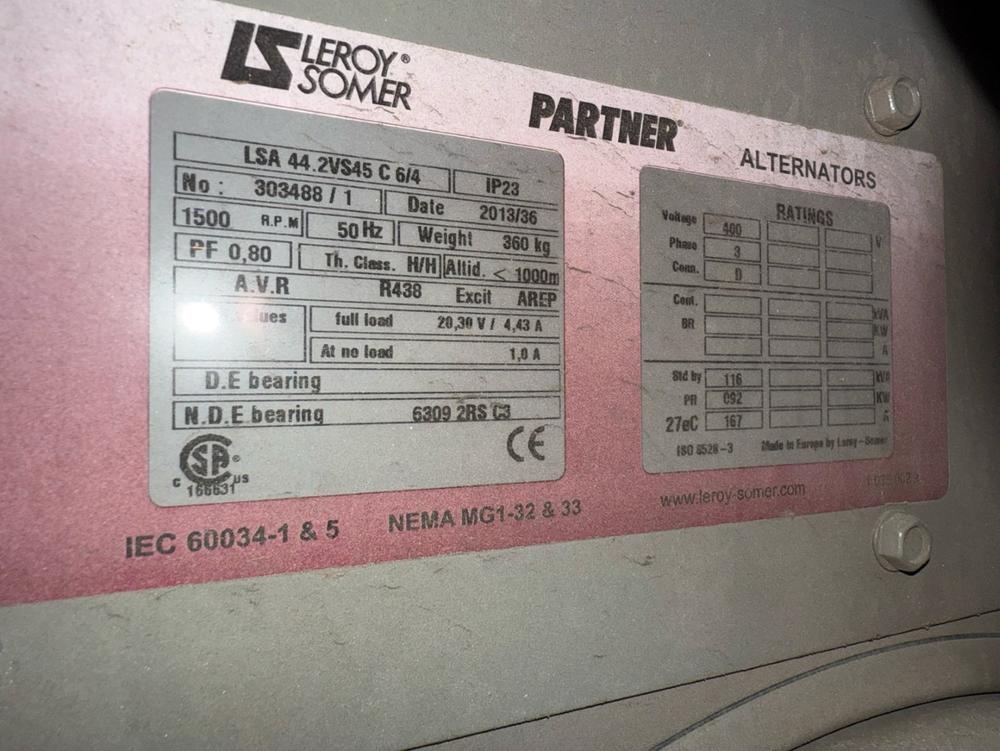 LEROY®
SOMER
PARTNER
ALTERNATORS
LSA 44.2VS45 C 6/4 IP23
No : 303488 / 1 Date 2013/36
1500 R.P.M 50 Hz Weight 360 kg
PF 0,80 Th. Class. H/H Altid. < 1000m
A.V.R R438 Excit AREP
full load 20,30 V / 4,43 A
At no load 1,0 A
D.E bearing
N.D.E bearing 6309 2RS C3
C SA ® US
166631
CE
RATINGS
Voltage 400 V
Phase 3
Conn. D
Cont. kVA
BR KW
A
Std by 116 kVA
PR 092 KW
27°C 167 A
ISO 8528-3 Made in Europe by Leroy-Somer
IEC 60034-1 & 5 NEMA MG1-32 & 33 www.leroy-somer.com